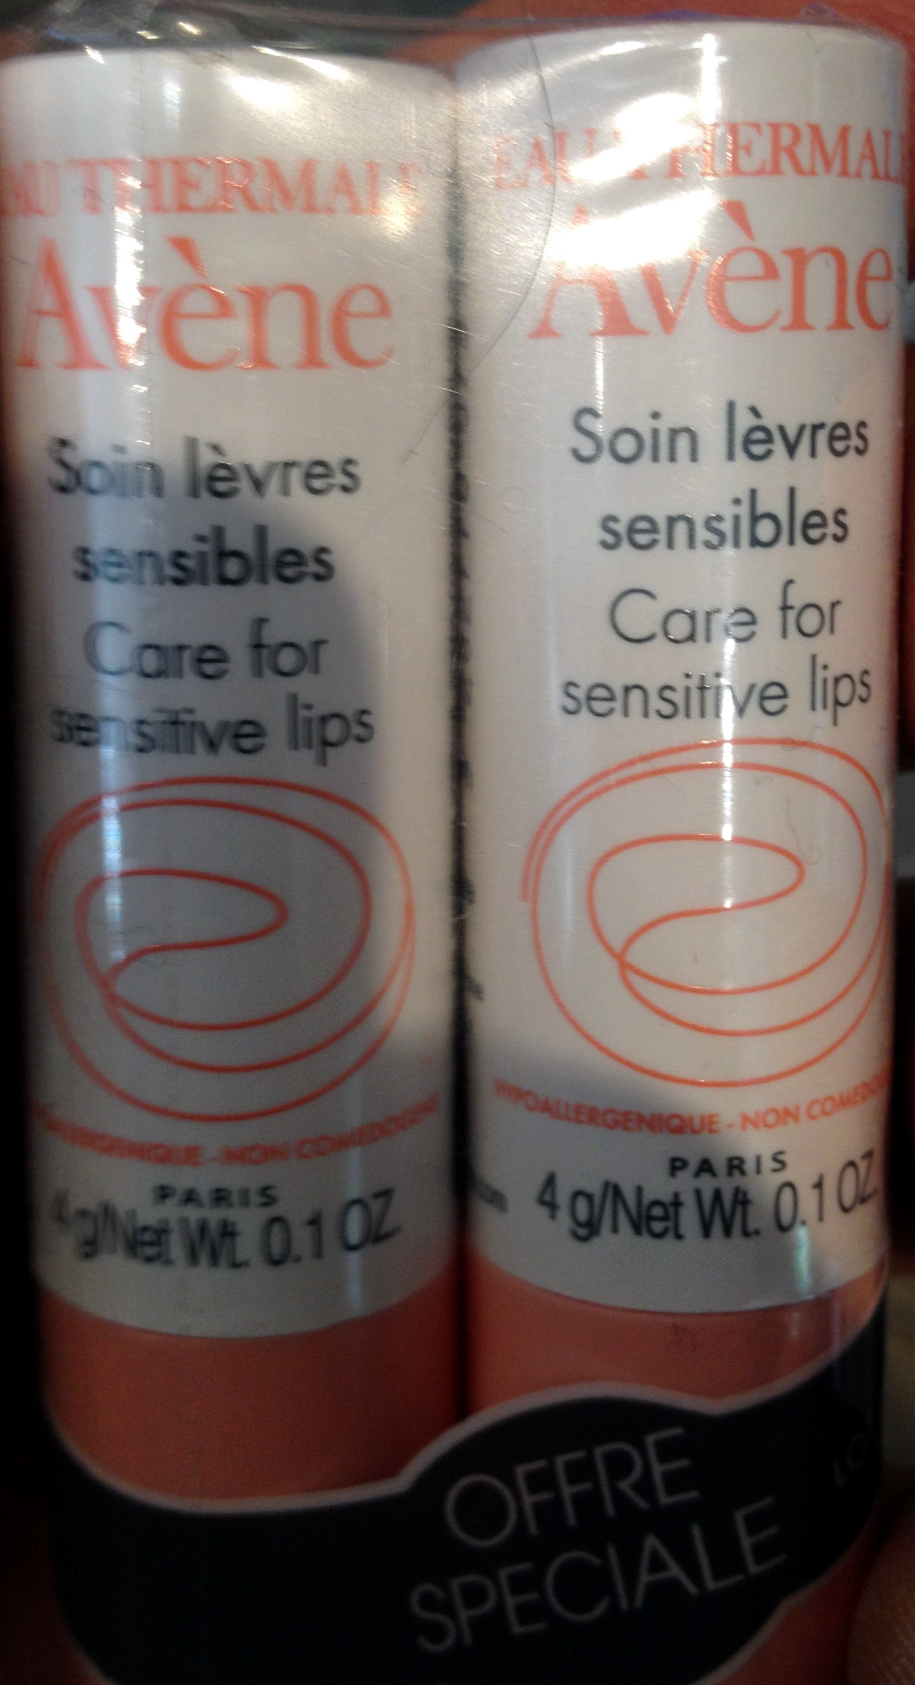 EAU THERMALE
Avène
Soin lèvres
sensibles
Care for
sensitive lips
HYPOALLERGENIQUE - NON COMEDOGENE
PARIS
4 g/Net Wt. 0.1 OZ
EAU THERMALE
Avène
Soin lèvres
sensibles
Care for
sensitive lips
HYPOALLERGENIQUE - NON COMEDOGENE
PARIS
4 g/Net Wt. 0.1 OZ
OFFRE
SPECIALE
LO